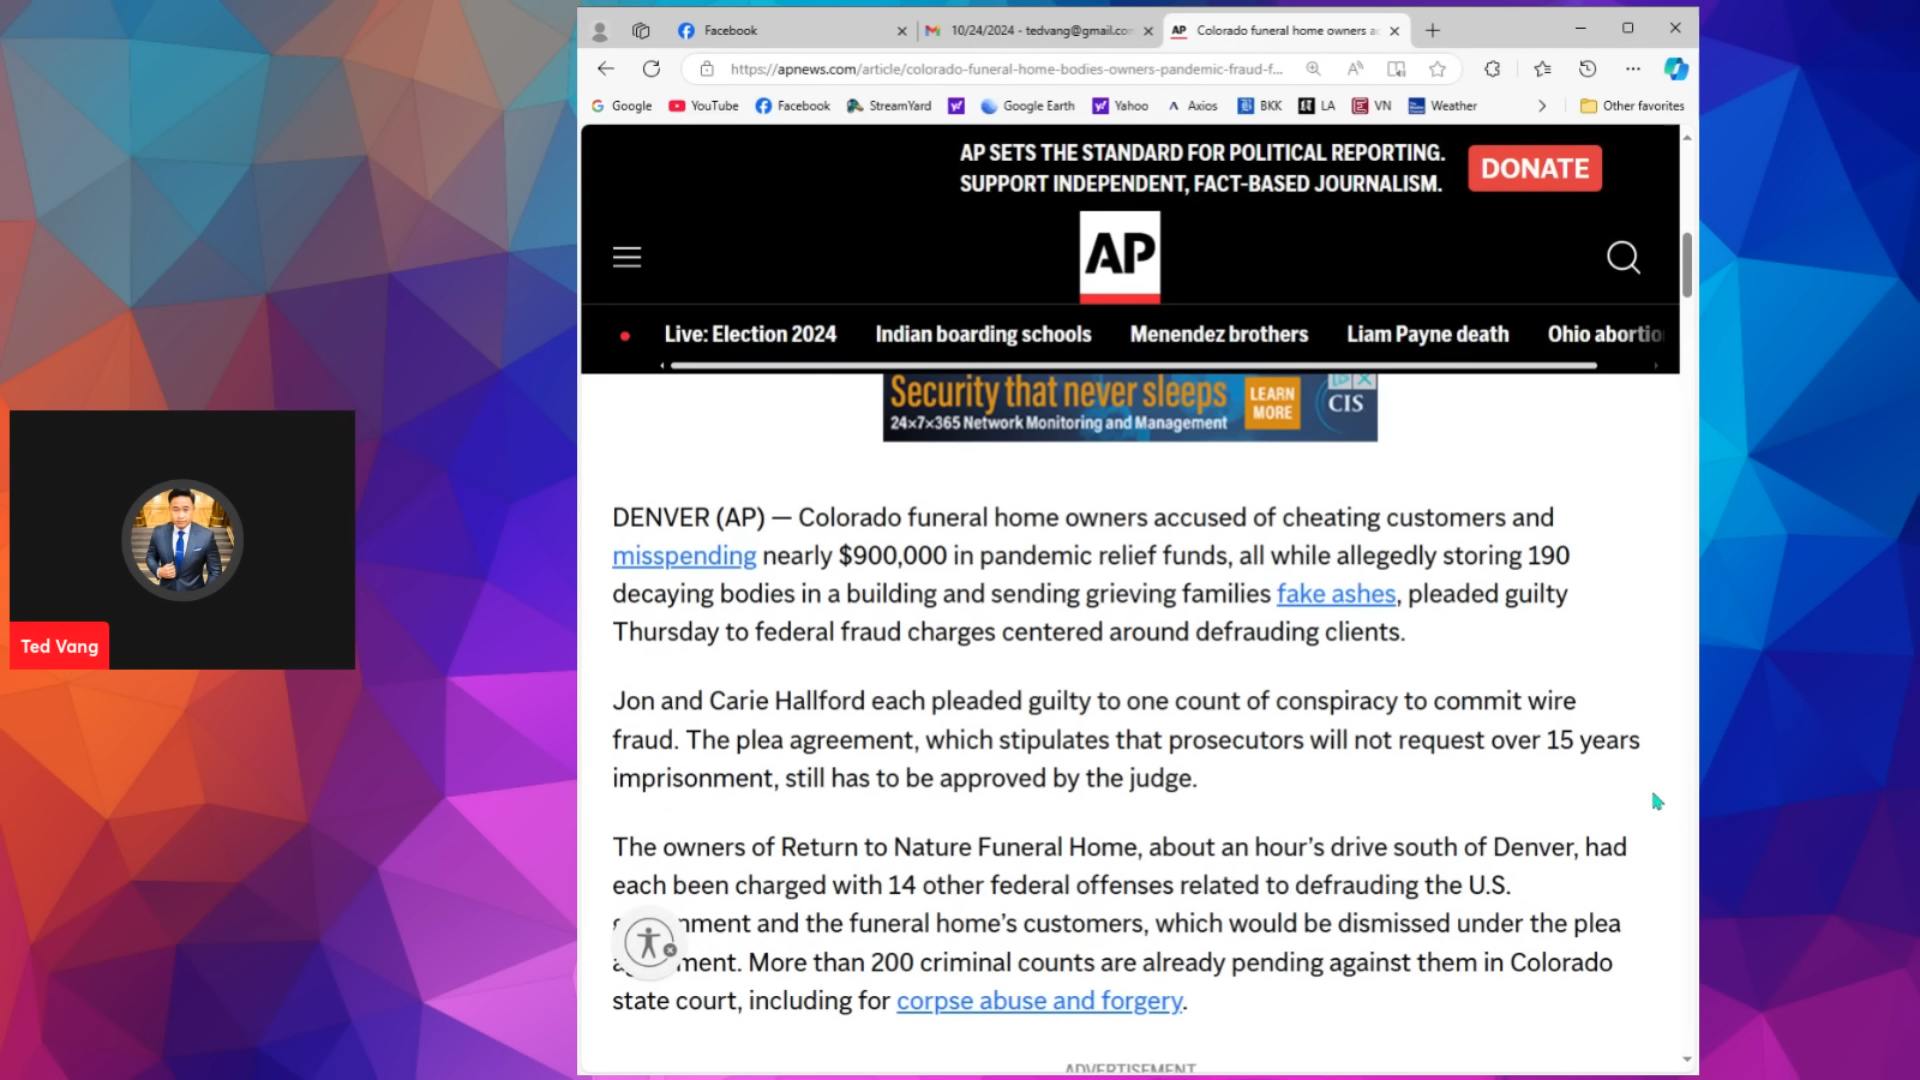 Facebook
10/24/2024 - tedvang@gmail.com
AP Colorado funeral home owners a
https://apnews.com/article/colorado-funeral-home-bodies-owners-pandemic-fraud-f...
Google YouTube Facebook StreamYard Google Earth Yahoo Axios BKK LA VN Weather Other favorites
AP SETS THE STANDARD FOR POLITICAL REPORTING.
SUPPORT INDEPENDENT, FACT-BASED JOURNALISM.
DONATE
AP
Live: Election 2024 Indian boarding schools Menendez brothers Liam Payne death Ohio abortio
Security that never sleeps
24x7x365 Network Monitoring and Management
LEARN
MORE
CIS
DENVER (AP) — Colorado funeral home owners accused of cheating customers and
misspending nearly $900,000 in pandemic relief funds, all while allegedly storing 190
decaying bodies in a building and sending grieving families fake ashes, pleaded guilty
Thursday to federal fraud charges centered around defrauding clients.
Jon and Carie Hallford each pleaded guilty to one count of conspiracy to commit wire
fraud. The plea agreement, which stipulates that prosecutors will not request over 15 years
imprisonment, still has to be approved by the judge.
The owners of Return to Nature Funeral Home, about an hour's drive south of Denver, had
each been charged with 14 other federal offenses related to defrauding the U.S.
nment and the funeral home's customers, which would be dismissed under the plea
ment. More than 200 criminal counts are already pending against them in Colorado
state court, including for corpse abuse and forgery.
ADVERTISEMENT
Ted Vang